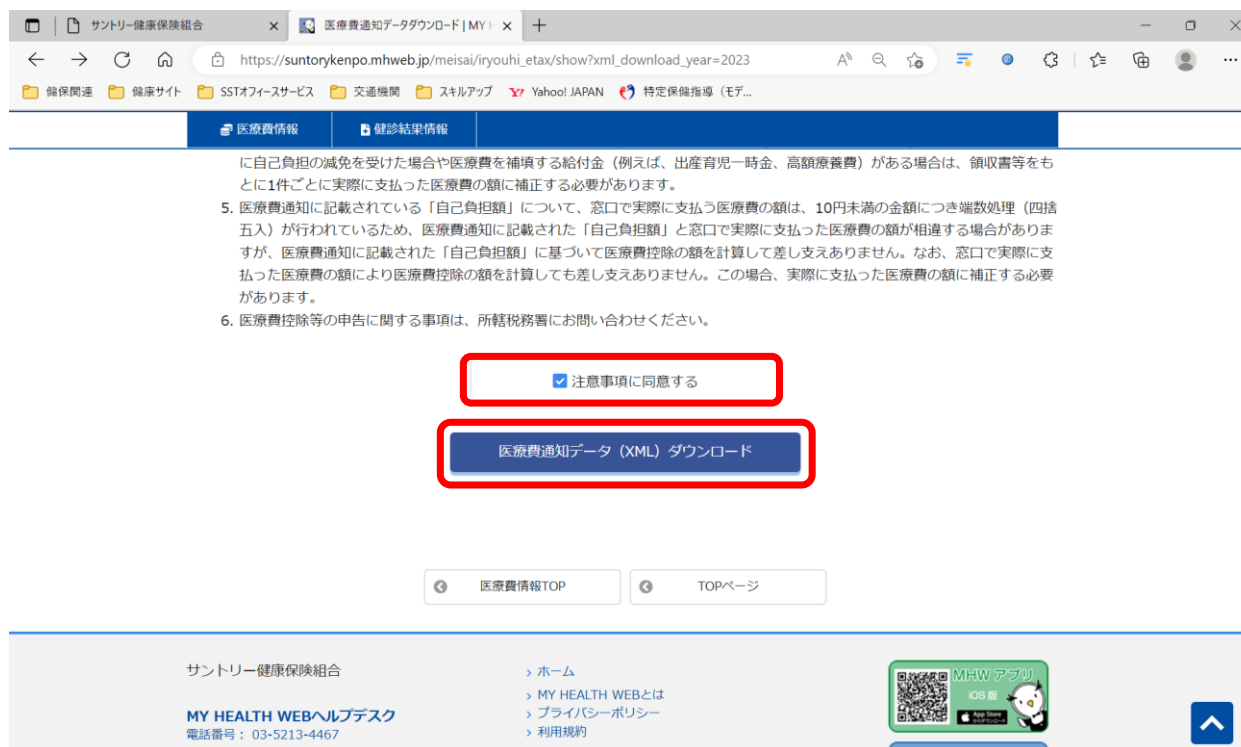 サントリー健康保険組合
医療費通知データダウンロード | MY H
https://suntorykenpo.mhweb.jp/meisai/iryouhi_etax/show?xml_download_year=2023
健保関連 健康サイト SSTオフィースサービス 交通機関 スキルアップ Yahoo! JAPAN 特定保健指導（モデ...
医療費情報 健診結果情報
に自己負担の減免を受けた場合や医療費を補填する給付金（例えば、出産育児一時金、高額療養費）がある場合は、領収書等をも
とに1件ごとに実際に支払った医療費の額に補正する必要があります。
5. 医療費通知に記載されている「自己負担額」について、窓口で実際に支払う医療費の額は、10円未満の金額につき端数処理（四捨
五入）が行われているため、医療費通知に記載された「自己負担額」と窓口で実際に支払った医療費の額が相違する場合がありま
すが、医療費通知に記載された「自己負担額」に基づいて医療費控除の額を計算して差し支えありません。なお、窓口で実際に支
払った医療費の額により医療費控除の額を計算しても差し支えありません。この場合、実際に支払った医療費の額に補正する必要
があります。
6. 医療費控除等の申告に関する事項は、所轄税務署にお問い合わせください。
注意事項に同意する
医療費通知データ（XML）ダウンロード
医療費情報TOP
TOPページ
サントリー健康保険組合
MY HEALTH WEBヘルプデスク
電話番号： 03-5213-4467
› ホーム
› MY HEALTH WEBとは
› プライバシーポリシー
› 利用規約
MHW アプリ
iOS 版
App Store
からダウンロード